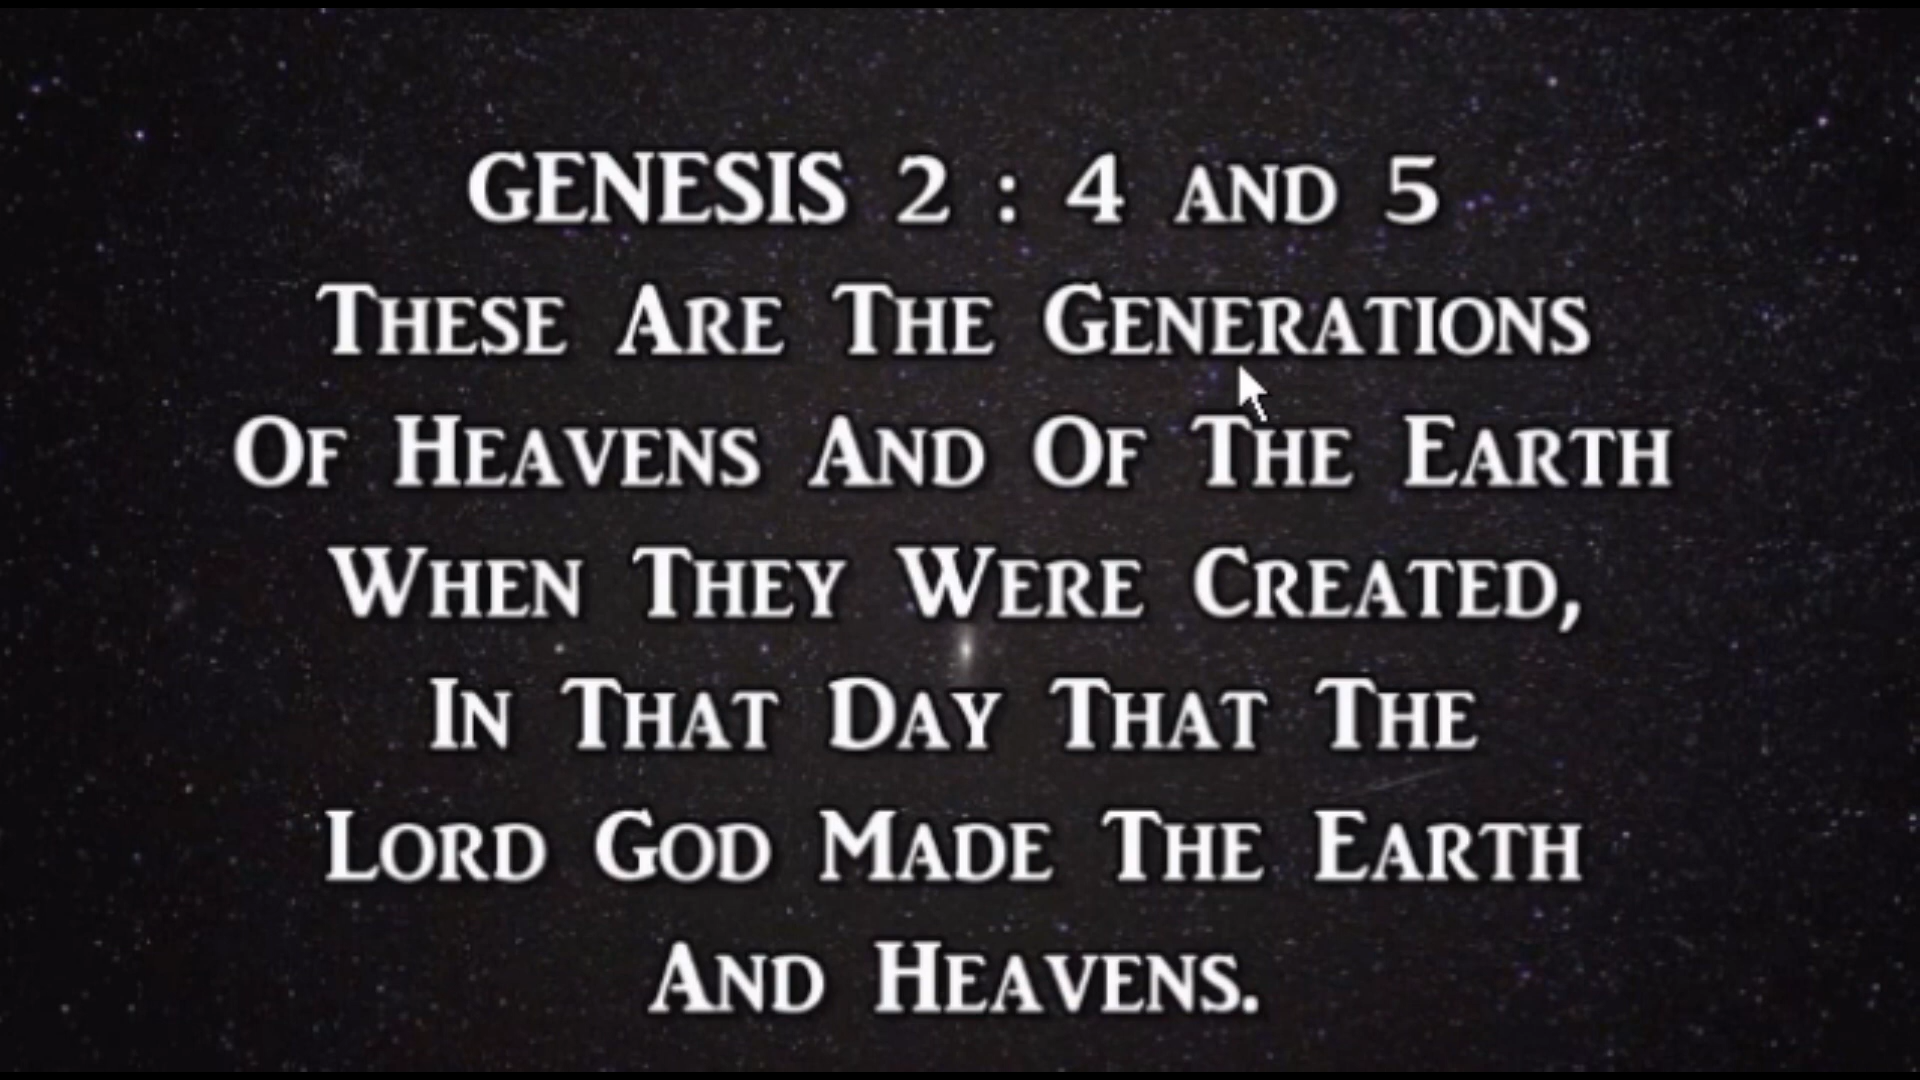 GENESIS 2 : 4 AND 5
THESE ARE THE GENERATIONS
OF HEAVENS AND OF THE EARTH
WHEN THEY WERE CREATED,
IN THAT DAY THAT THE
LORD GOD MADE THE EARTH
AND HEAVENS.